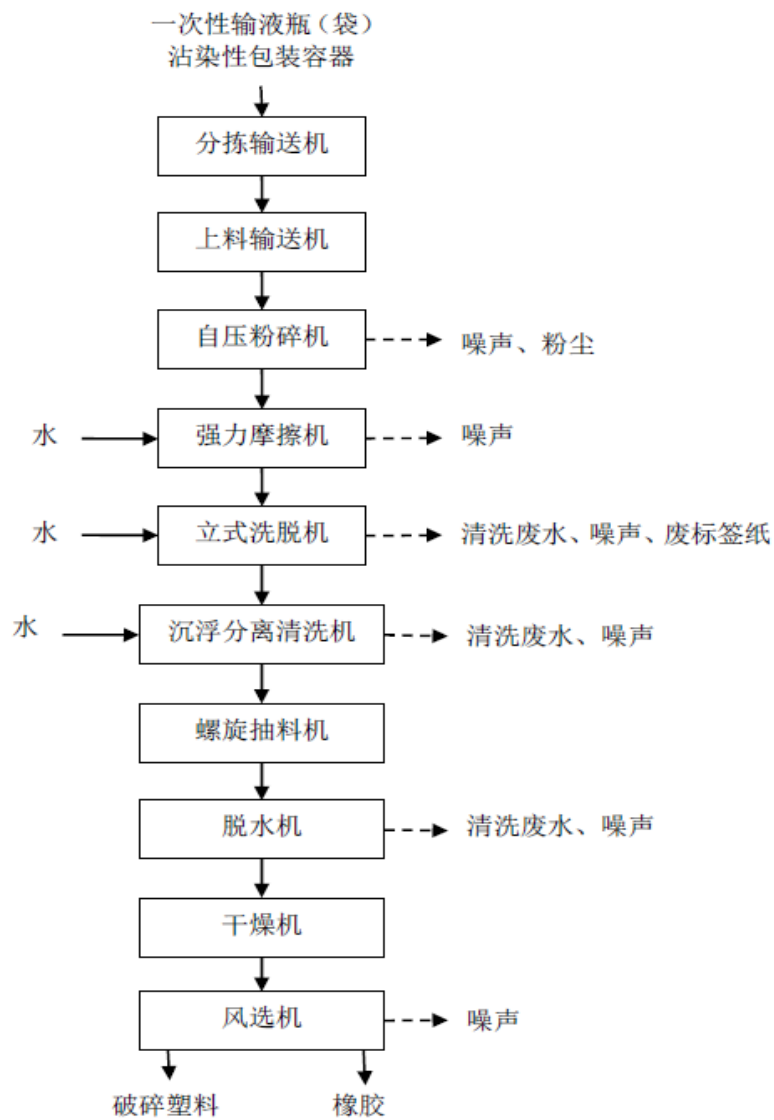 一次性输液瓶（袋）
沾染性包装容器
分拣输送机
上料输送机
自压粉碎机
噪声、粉尘
水
强力摩擦机
噪声
水
立式洗脱机
清洗废水、噪声、废标签纸
水
沉浮分离清洗机
清洗废水、噪声
螺旋抽料机
脱水机
清洗废水、噪声
干燥机
风选机
噪声
破碎塑料
橡胶